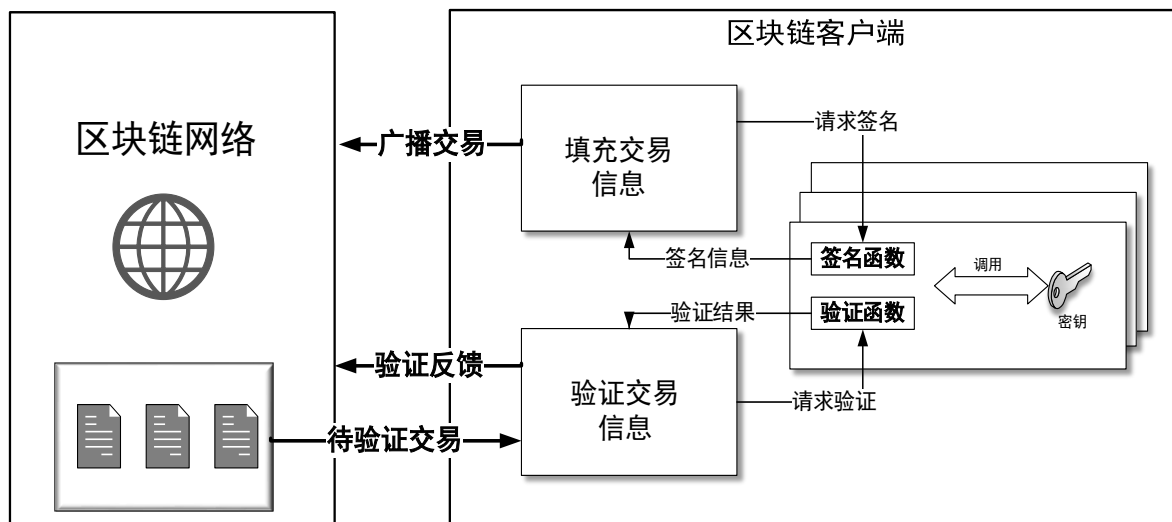 区块链客户端
区块链网络
广播交易
填充交易
信息
请求签名
签名信息
签名函数
调用
密钥
验证结果
验证函数
验证反馈
验证交易
信息
请求验证
待验证交易